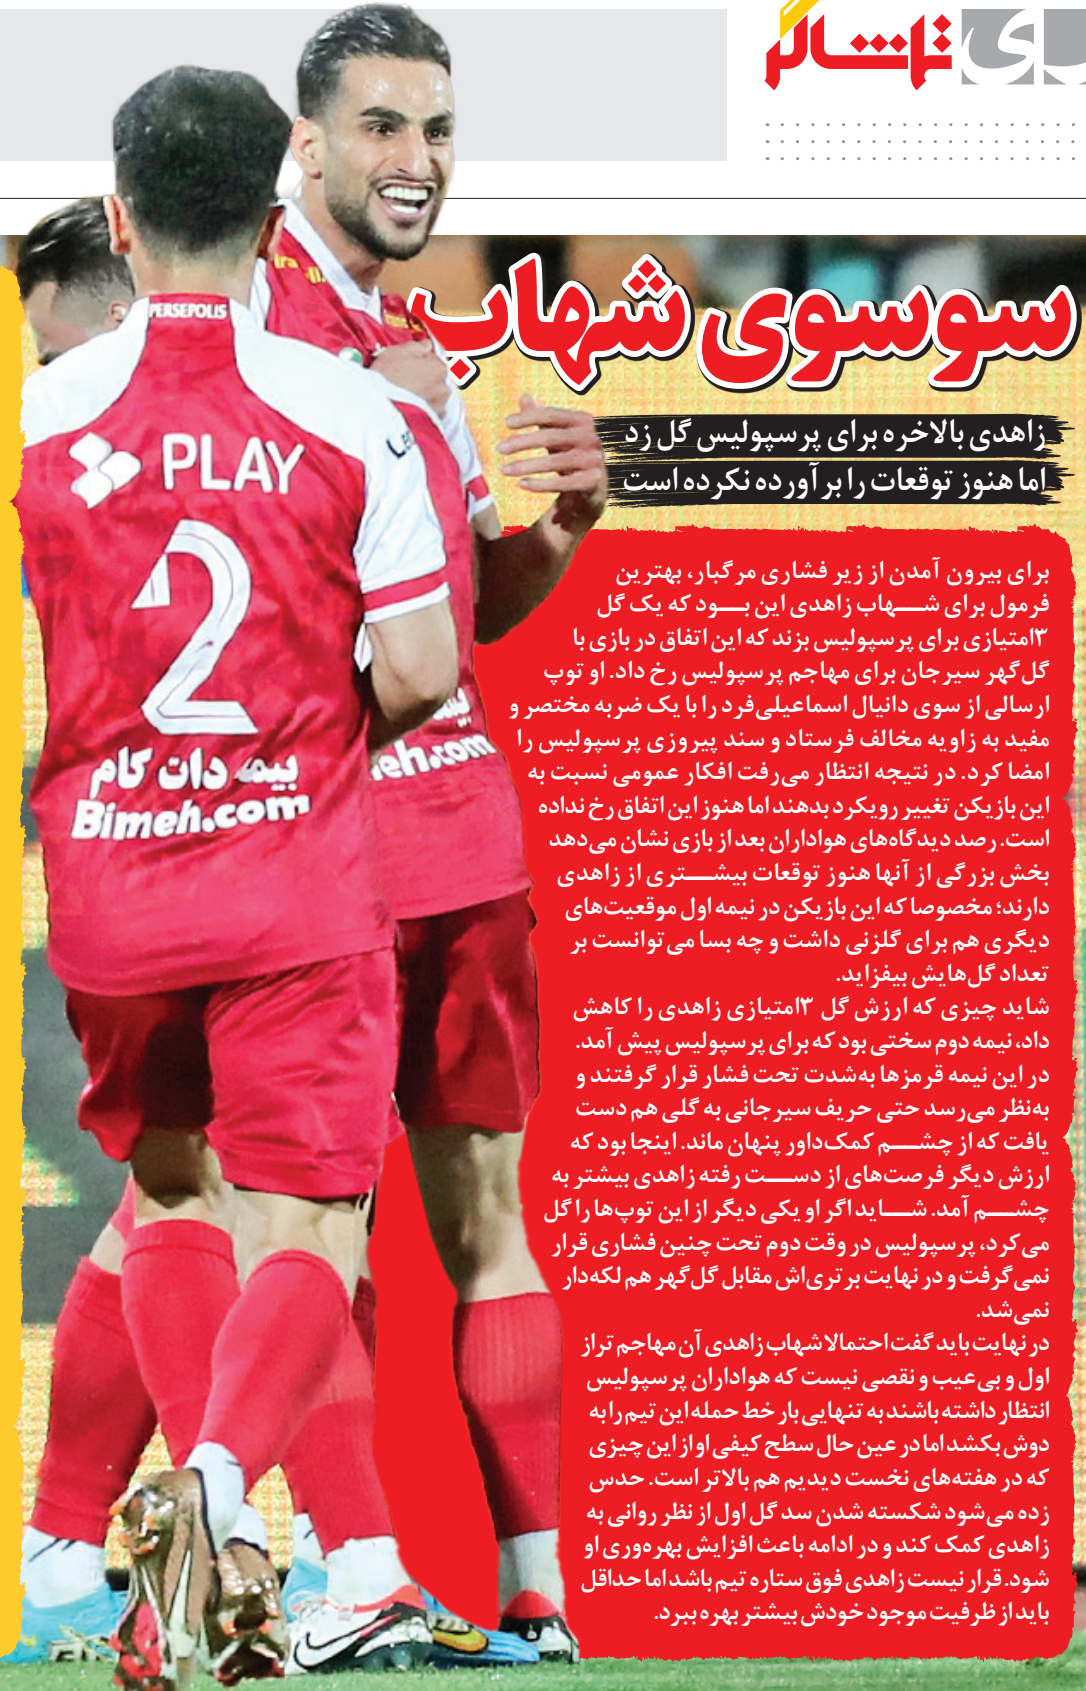 تماشاگر
سوسوی شهاب
زاهدی بالاخره برای پرسپولیس گل زد
اما هنوز توقعات را برآورده نکرده است
برای بیرون آمدن از زیر فشاری مرگبار، بهترین
فرمول برای شهاب زاهدی این بود که یک گل
۳امتیازی برای پرسپولیس بزند که این اتفاق در بازی با
گل‌گهر سیرجان برای مهاجم پرسپولیس رخ داد. او توپ
ارسالی از سوی دانیال اسماعیلی‌فرد را با یک ضربه مختصر و
مفید به زاویه مخالف فرستاد و سند پیروزی پرسپولیس را
امضا کرد. در نتیجه انتظار می‌رفت افکار عمومی نسبت به
این بازیکن تغییر رویکرد بدهند اما هنوز این اتفاق رخ نداده
است. رصد دیدگاه‌های هواداران بعد از بازی نشان می‌دهد
بخش بزرگی از آنها هنوز توقعات بیشتری از زاهدی
دارند؛ مخصوصا که این بازیکن در نیمه اول موقعیت‌های
دیگری هم برای گلزنی داشت و چه بسا می‌توانست بر
تعداد گل‌هایش بیفزاید.
شاید چیزی که ارزش گل ۳امتیازی زاهدی را کاهش
داد، نیمه دوم سختی بود که برای پرسپولیس پیش آمد.
در این نیمه قرمزها به‌شدت تحت فشار قرار گرفتند و
به‌نظر می‌رسد حتی حریف سیرجانی به گلی هم دست
یافت که از چشم کمک‌داور پنهان ماند. اینجا بود که
ارزش دیگر فرصت‌های از دست رفته زاهدی بیشتر به
چشم آمد. شاید اگر او یکی دیگر از این توپ‌ها را گل
می‌کرد، پرسپولیس در وقت دوم تحت چنین فشاری قرار
نمی‌گرفت و در نهایت برتری‌اش مقابل گل‌گهر هم لکه‌دار
نمی‌شد.
در نهایت باید گفت احتمالا شهاب زاهدی آن مهاجم تراز
اول و بی‌عیب و نقصی نیست که هواداران پرسپولیس
انتظار داشته باشند به تنهایی بار خط حمله این تیم را به
دوش بکشد اما در عین حال سطح کیفی او از این چیزی
که در هفته‌های نخست دیدیم هم بالاتر است. حدس
زده می‌شود شکسته شدن سد گل اول از نظر روانی به
زاهدی کمک کند و در ادامه باعث افزایش بهره‌وری او
شود. قرار نیست زاهدی فوق ستاره تیم باشد اما حداقل
باید از ظرفیت موجود خودش بیشتر بهره ببرد.
PERSEPOLIS
PLAY
2
بیمه دات کام
Bimeh.com
eh.com